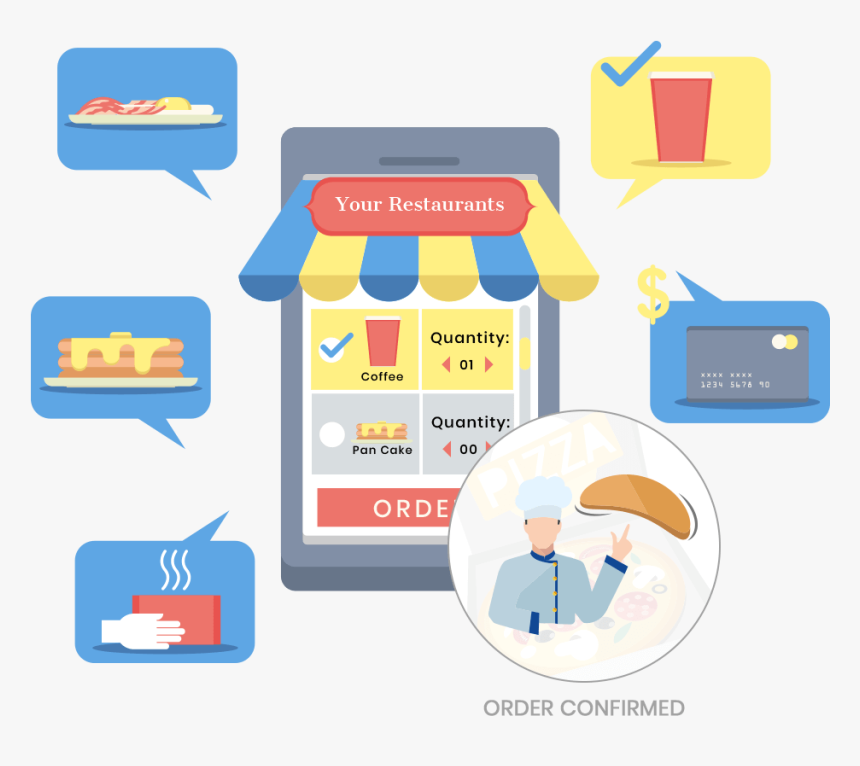 Your Restaurants
Quantity:
01
Coffee
Quantity:
00
Pan Cake
ORDE
$
xxxx xxxx
1234 5678 90
PIZZA
ORDER CONFIRMED